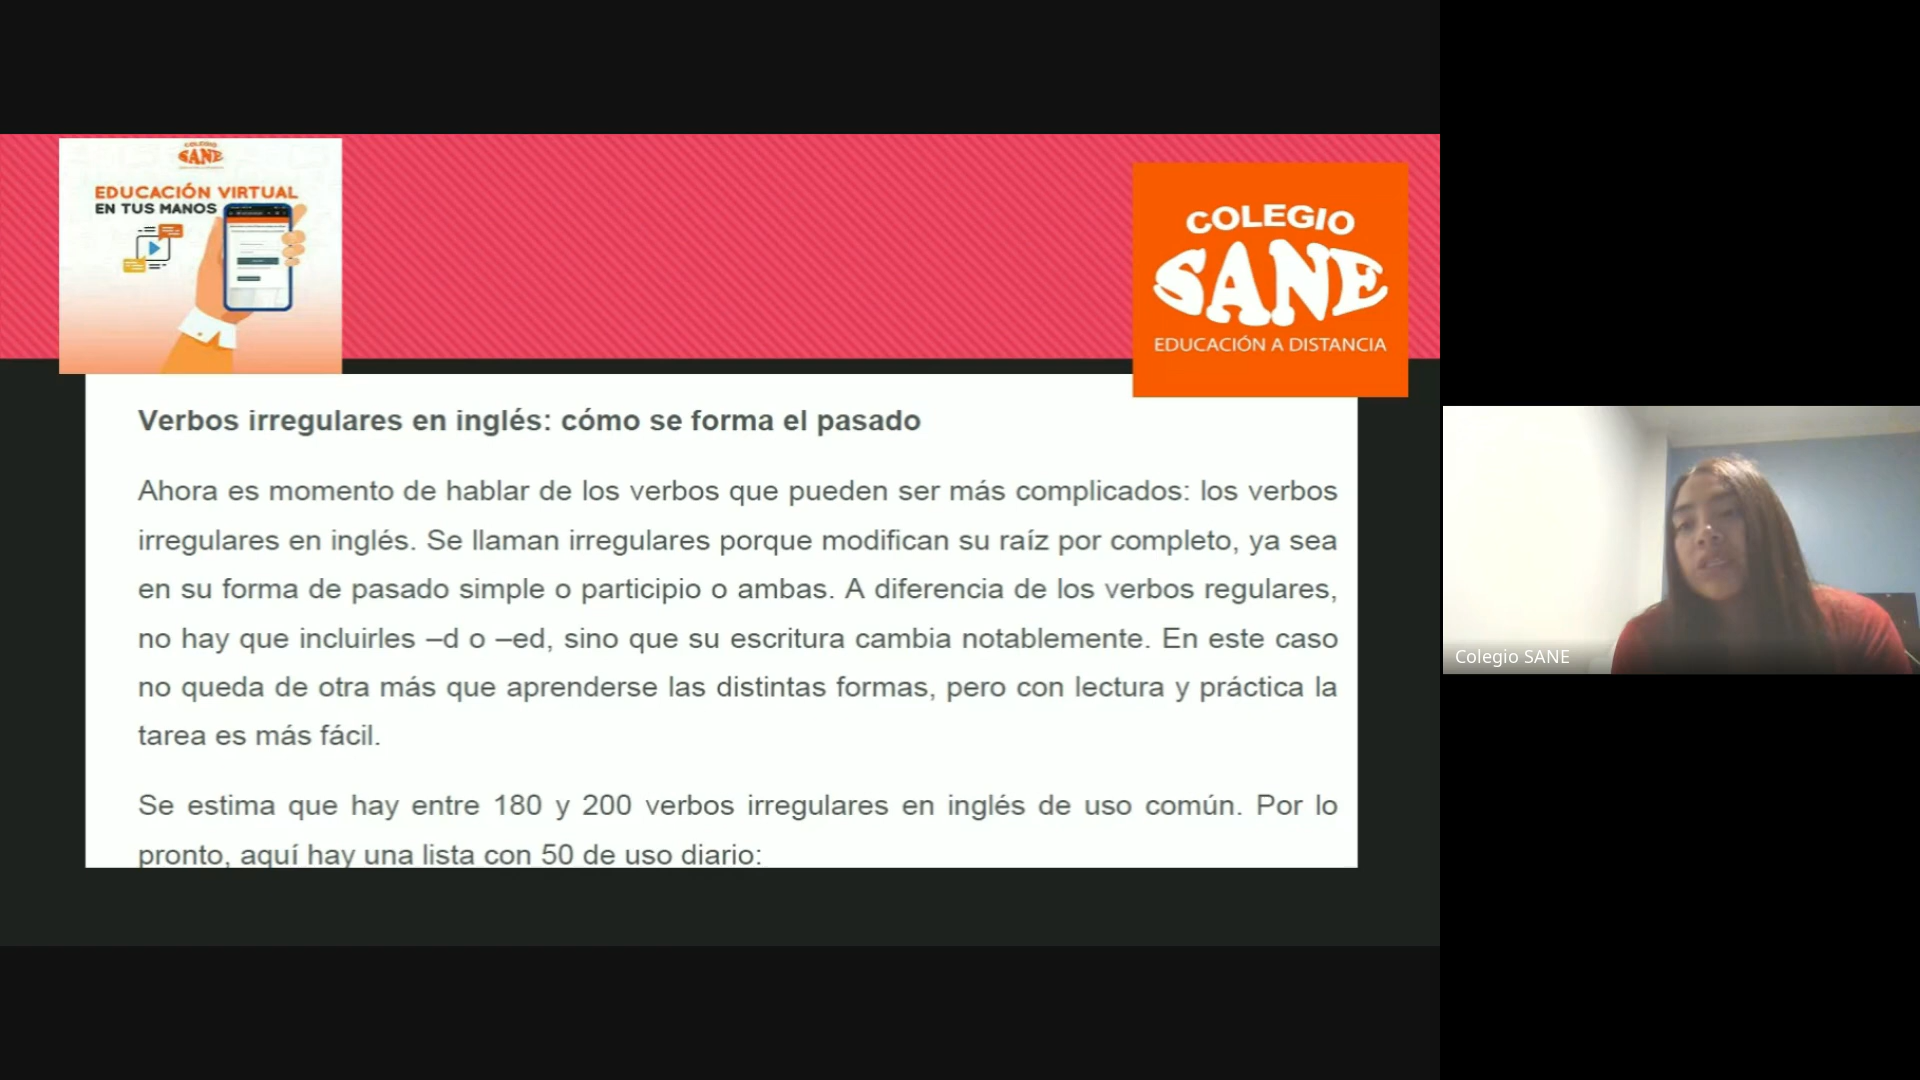 COLEGIO
SANE
EDUCACIÓN VIRTUAL
EN TUS MANOS
COLEGIO
SANE
EDUCACIÓN A DISTANCIA
Verbos irregulares en inglés: cómo se forma el pasado
Ahora es momento de hablar de los verbos que pueden ser más complicados: los verbos
irregulares en inglés. Se llaman irregulares porque modifican su raíz por completo, ya sea
en su forma de pasado simple o participio o ambas. A diferencia de los verbos regulares,
no hay que incluirles –d o –ed, sino que su escritura cambia notablemente. En este caso
no queda de otra más que aprenderse las distintas formas, pero con lectura y práctica la
tarea es más fácil.
Se estima que hay entre 180 y 200 verbos irregulares en inglés de uso común. Por lo
pronto, aquí hay una lista con 50 de uso diario:
Colegio SANE